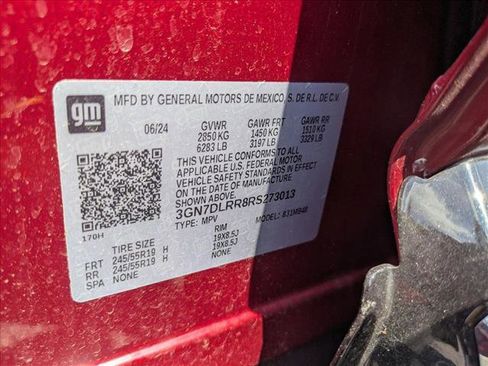 gm
MFD BY GENERAL MOTORS DE MEXICO, S. DE R.L. DE C.V.
06/24 GVWR GAWR FRT GAWR RR
2850 KG 1450 KG 1510 KG
6283 LB 3197 LB 3329 LB
THIS VEHICLE CONFORMS TO ALL
APPLICABLE U.S. FEDERAL MOTOR
VEHICLE SAFETY STANDARDS IN EFFECT
ON THE DATE OF MANUFACTURE
3GN7DLRR8RS273013
170H TYPE: MPV MODEL:
TIRE SIZE RIM
FRT 245/55R19 H 19X8.5J
RR 245/55R19 H 19X8.5J
SPA NONE NONE